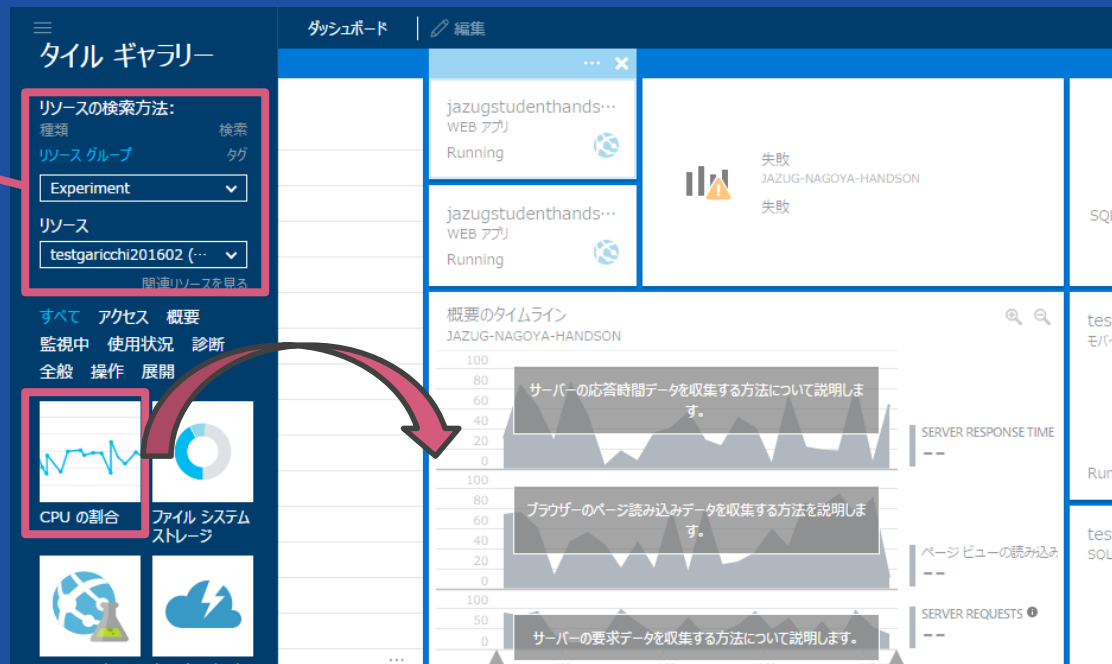 タイル ギャラリー
リソースの検索方法:
種類 検索
リソース グループ タグ
Experiment
リソース
testgaricchi201602 (…
関連リソースを見る
すべて アクセス 概要
監視中 使用状況 診断
全般 操作 展開
CPU の割合
ファイル システム
ストレージ
ダッシュボード
編集
jazugstudenthands…
WEB アプリ
Running
jazugstudenthands…
WEB アプリ
Running
失敗
JAZUG-NAGOYA-HANDSON
失敗
概要のタイムライン
JAZUG-NAGOYA-HANDSON
100
80
60
40
20
0
サーバーの応答時間データを収集する方法について説明しま
す。
SERVER RESPONSE TIME
--
100
80
60
40
20
0
ブラウザーのページ読み込みデータを収集する方法を説明しま
す。
ページ ビューの読み込み
--
100
50
0
サーバーの要求データを収集する方法について説明します。
SERVER REQUESTS
--
tes
Run
tes